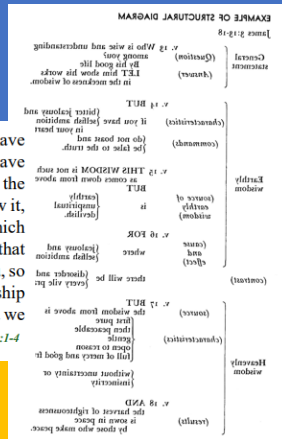 EXAMPLE OF STRUCTURAL DIAGRAM
James 3:13-18
General statement
(Question)
v. 13 Who is wise and understanding
among you?
(Answer)
By his good life
LET him show his works
in the meekness of wisdom.
Earthly wisdom
v. 14 BUT
(characteristics)
if you have {bitter jealousy and
{selfish ambition
in your heart
(commands)
{do not boast and
{be false to the truth.
v. 15 THIS WISDOM is not such
as comes down from above
BUT
(source of earthly wisdom)
is
{earthly
{unspiritual
{devilish.
v. 16 FOR
(cause and effect)
where
{jealousy and
{selfish ambition
there will be
{disorder and
{every vile pr
(contrast)
v. 17 BUT
Heavenly wisdom
(source)
the wisdom from above is
(characteristics)
{first pure
then peaceable
gentle
open to reason
full of mercy and good fr
{without uncertainty or
{insincerity
v. 18 AND
(results)
the harvest of righteousness
is sown in peace
by those who make peace.
ave
ave
the
w it,
hich
that
, so
ship
we
:1-4